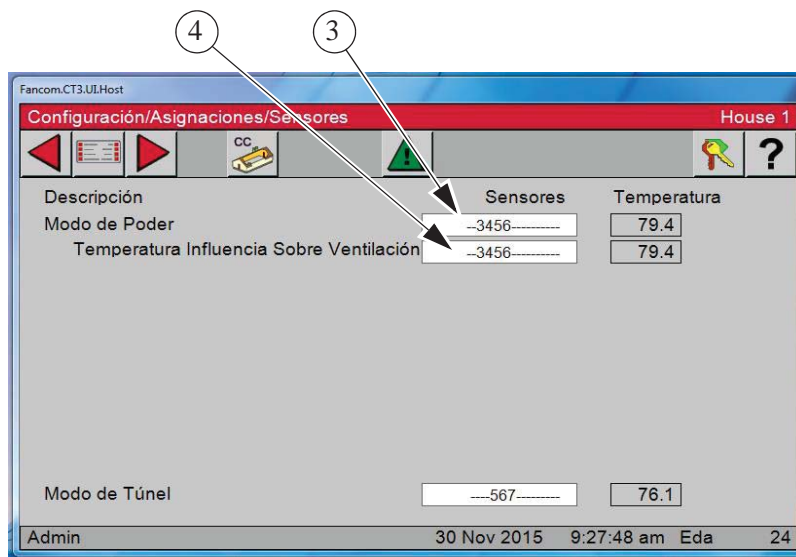 4 3
Fancom.CT3.UI.Host
Configuración/Asignaciones/Sensores House 1
CC
?
Descripción Sensores Temperatura
Modo de Poder --3456--------- 79.4
Temperatura Influencia Sobre Ventilación --3456--------- 79.4
Modo de Túnel ----567--------- 76.1
Admin 30 Nov 2015 9:27:48 am Eda 24